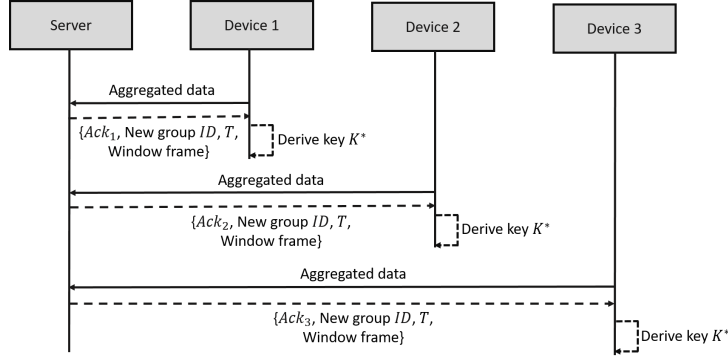 Server
Device 1
Device 2
Device 3
Aggregated data
{Ack₁, New group ID, T,
Window frame}
Derive key K*
Aggregated data
{Ack₂, New group ID, T,
Window frame}
Derive key K*
Aggregated data
{Ack₃, New group ID, T,
Window frame}
Derive key K*